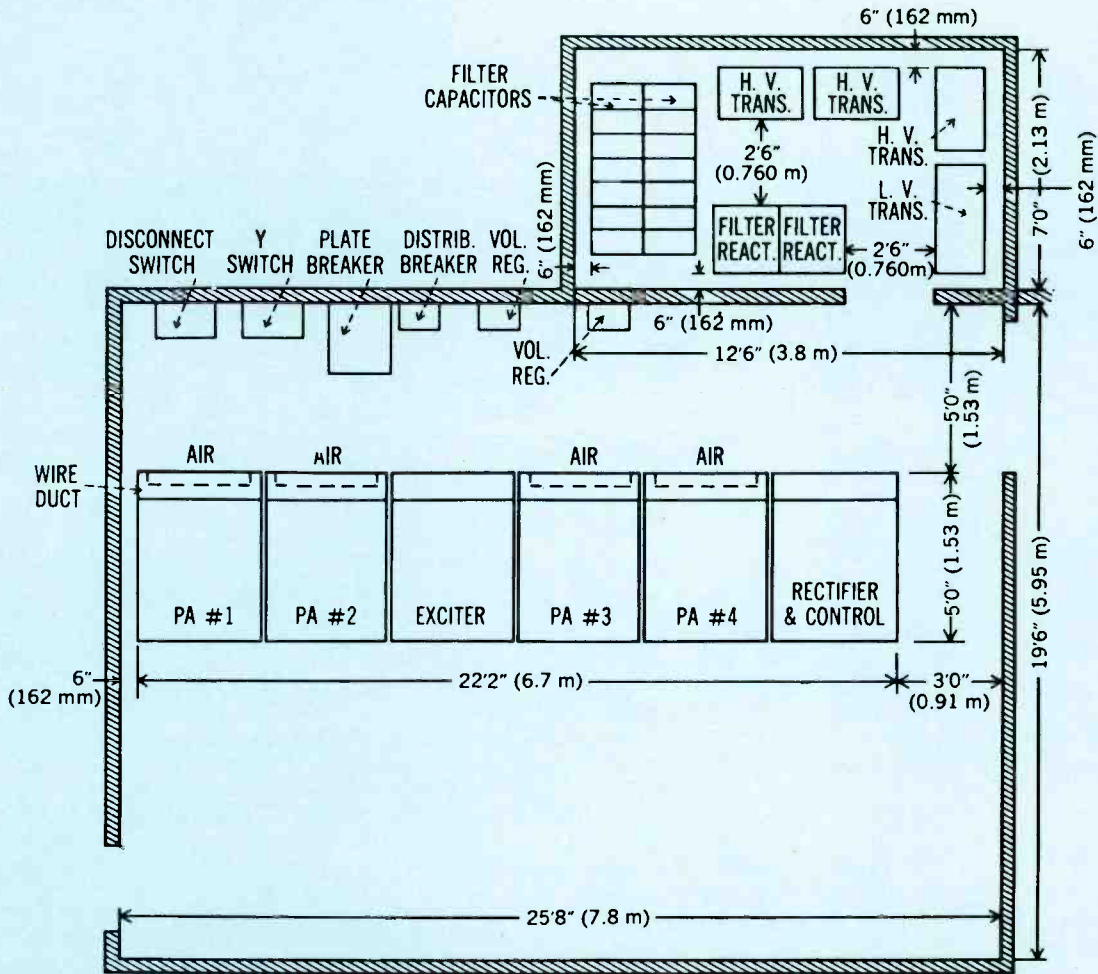 6" (162 mm)
FILTER
CAPACITORS
H. V.
TRANS.
H. V.
TRANS.
H. V.
TRANS.
2'6"
(0.760 m)
L. V.
TRANS.
7'0" (2.13 m)
6" (162 mm)
6" (162 mm)
FILTER
REACT.
FILTER
REACT.
2'6"
(0.760m)
DISCONNECT
SWITCH
Y
SWITCH
PLATE
BREAKER
DISTRIB.
BREAKER
VOL.
REG.
6" (162 mm)
VOL.
REG.
12'6" (3.8 m)
5'0"
(1.53 m)
WIRE
DUCT
AIR
AIR
AIR
AIR
PA #1
PA #2
EXCITER
PA #3
PA #4
RECTIFIER
& CONTROL
5'0" (1.53 m)
19'6" (5.95 m)
6"
(162 mm)
22'2" (6.7 m)
3'0"
(0.91 m)
25'8" (7.8 m)